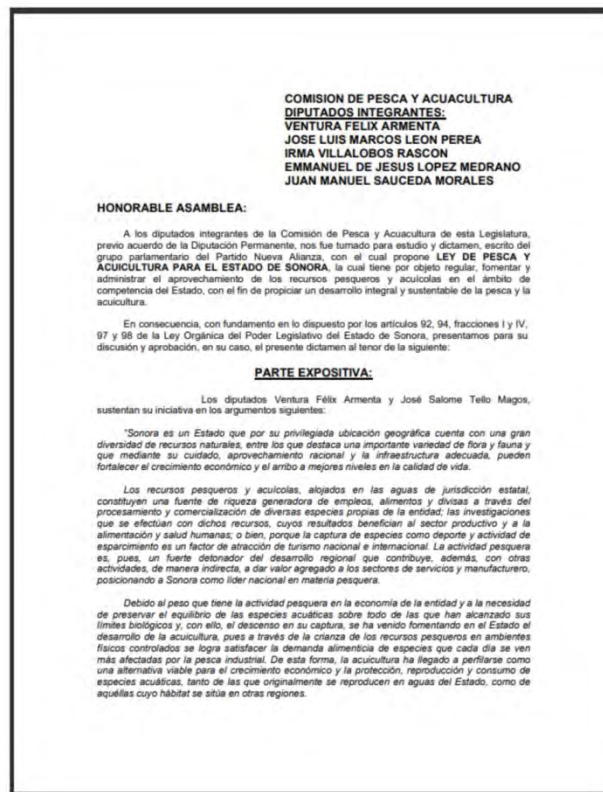 COMISION DE PESCA Y ACUACULTURA
DIPUTADOS INTEGRANTES:
VENTURA FELIX ARMENTA
JOSE LUIS MARCOS LEON PEREA
IRMA VILLALOBOS RASCON
EMMANUEL DE JESUS LOPEZ MEDRANO
JUAN MANUEL SAUCEDA MORALES
HONORABLE ASAMBLEA:
A los diputados integrantes de la Comisión de Pesca y Acuacultura de esta Legislatura,
previo acuerdo de la Diputación Permanente, nos fue turnado para estudio y dictamen, escrito del
grupo parlamentario del Partido Nueva Alianza, con el cual propone LEY DE PESCA Y
ACUICULTURA PARA EL ESTADO DE SONORA, la cual tiene por objeto regular, fomentar y
administrar el aprovechamiento de los recursos pesqueros y acuícolas en el ámbito de
competencia del Estado, con el fin de propiciar un desarrollo integral y sustentable de la pesca y la
acuicultura.
En consecuencia, con fundamento en lo dispuesto por los artículos 92, 94, fracciones I y IV,
97 y 98 de la Ley Orgánica del Poder Legislativo del Estado de Sonora, presentamos para su
discusión y aprobación, en su caso, el presente dictamen al tenor de la siguiente:
PARTE EXPOSITIVA:
Los diputados Ventura Félix Armenta y José Salome Tello Magos,
sustentan su iniciativa en los argumentos siguientes:
"Sonora es un Estado que por su privilegiada ubicación geográfica cuenta con una gran
diversidad de recursos naturales, entre los que destaca una importante variedad de flora y fauna y
que mediante su cuidado, aprovechamiento racional y la infraestructura adecuada, pueden
fortalecer el crecimiento económico y el arribo a mejores niveles en la calidad de vida.
Los recursos pesqueros y acuícolas, alojados en las aguas de jurisdicción estatal,
constituyen una fuente de riqueza generadora de empleos, alimentos y divisas a través del
procesamiento y comercialización de diversas especies propias de la entidad; las investigaciones
que se efectúan con dichos recursos, cuyos resultados benefician al sector productivo y a la
alimentación y salud humanas; o bien, porque la captura de especies como deporte y actividad de
esparcimiento es un factor de atracción de turismo nacional e internacional. La actividad pesquera
es, pues, un fuerte detonador del desarrollo regional que contribuye, además, con otras
actividades, de manera indirecta, a dar valor agregado a los sectores de servicios y manufacturero,
posicionando a Sonora como líder nacional en materia pesquera.
Debido al peso que tiene la actividad pesquera en la economía de la entidad y a la necesidad
de preservar el equilibrio de las especies acuáticas sobre todo de las que han alcanzado sus
límites biológicos y, con ello, el descenso en su captura, se ha venido fomentando en el Estado el
desarrollo de la acuicultura, pues a través de la crianza de los recursos pesqueros en ambientes
físicos controlados se logra satisfacer la demanda alimenticia de especies que cada día se ven
más afectadas por la pesca industrial. De esta forma, la acuicultura ha llegado a perfilarse como
una alternativa viable para el crecimiento económico y la protección, reproducción y consumo de
especies acuáticas, tanto de las que originalmente se reproducen en aguas del Estado, como de
aquéllas cuyo hábitat se sitúa en otras regiones.